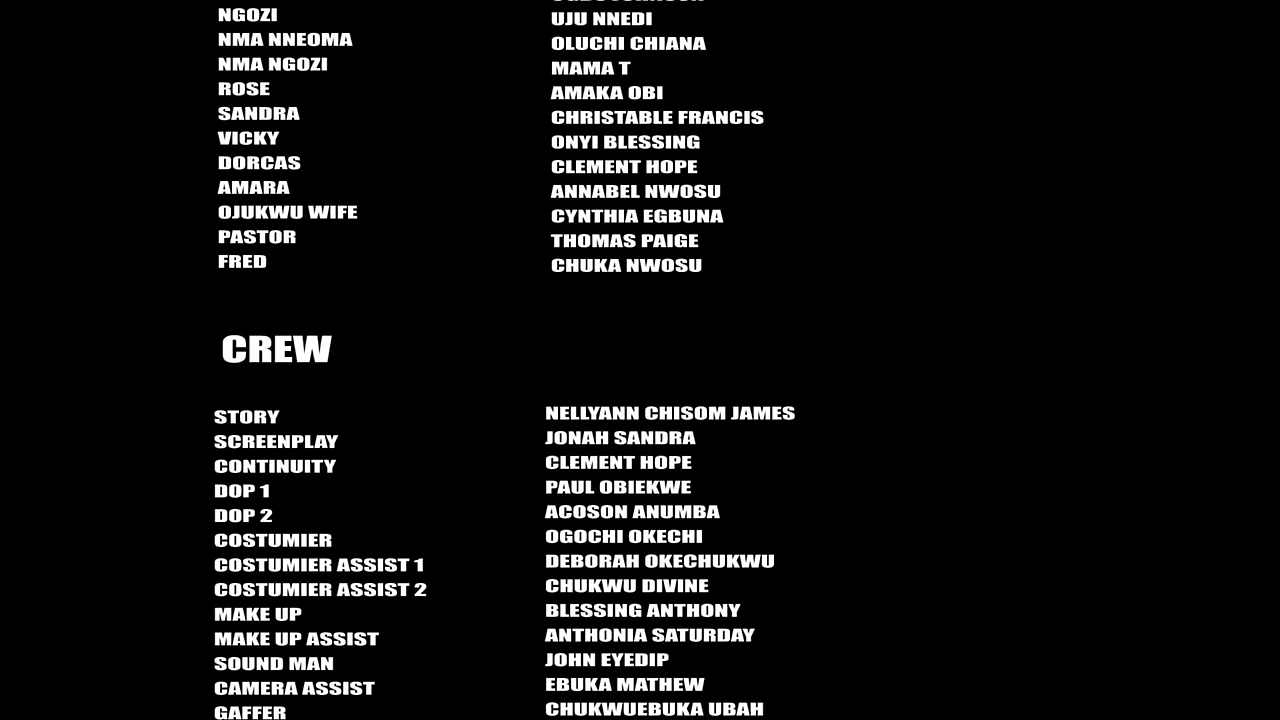 NGOZI
NMA NNEOMA UJU NNEDI
NMA NGOZI OLUCHI CHIANA
ROSE MAMA T
SANDRA AMAKA OBI
VICKY CHRISTABLE FRANCIS
DORCAS ONYI BLESSING
AMARA CLEMENT HOPE
OJUKWU WIFE ANNABEL NWOSU
PASTOR CYNTHIA EGBUNA
FRED THOMAS PAIGE
CHUKA NWOSU
CREW
STORY NELLYANN CHISOM JAMES
SCREENPLAY JONAH SANDRA
CONTINUITY CLEMENT HOPE
DOP 1 PAUL OBIEKWE
DOP 2 ACOSON ANUMBA
COSTUMIER OGOCHI OKECHI
COSTUMIER ASSIST 1 DEBORAH OKECHUKWU
COSTUMIER ASSIST 2 CHUKWU DIVINE
MAKE UP BLESSING ANTHONY
MAKE UP ASSIST ANTHONIA SATURDAY
SOUND MAN JOHN EYEDIP
CAMERA ASSIST EBUKA MATHEW
GAFFER CHUKWUEBUKA UBAH